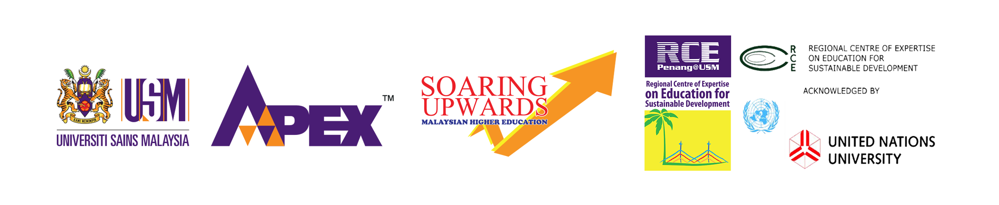 KAMI MEMIMPIN
USM
UNIVERSITI SAINS MALAYSIA
APEX
TM
SOARING
UPWARDS
MALAYSIAN HIGHER EDUCATION
RCE
Penang@USM
Regional Centre of Expertise
on Education for
Sustainable Development
RCE
REGIONAL CENTRE OF EXPERTISE
ON EDUCATION FOR
SUSTAINABLE DEVELOPMENT
ACKNOWLEDGED BY
UNITED NATIONS
UNIVERSITY